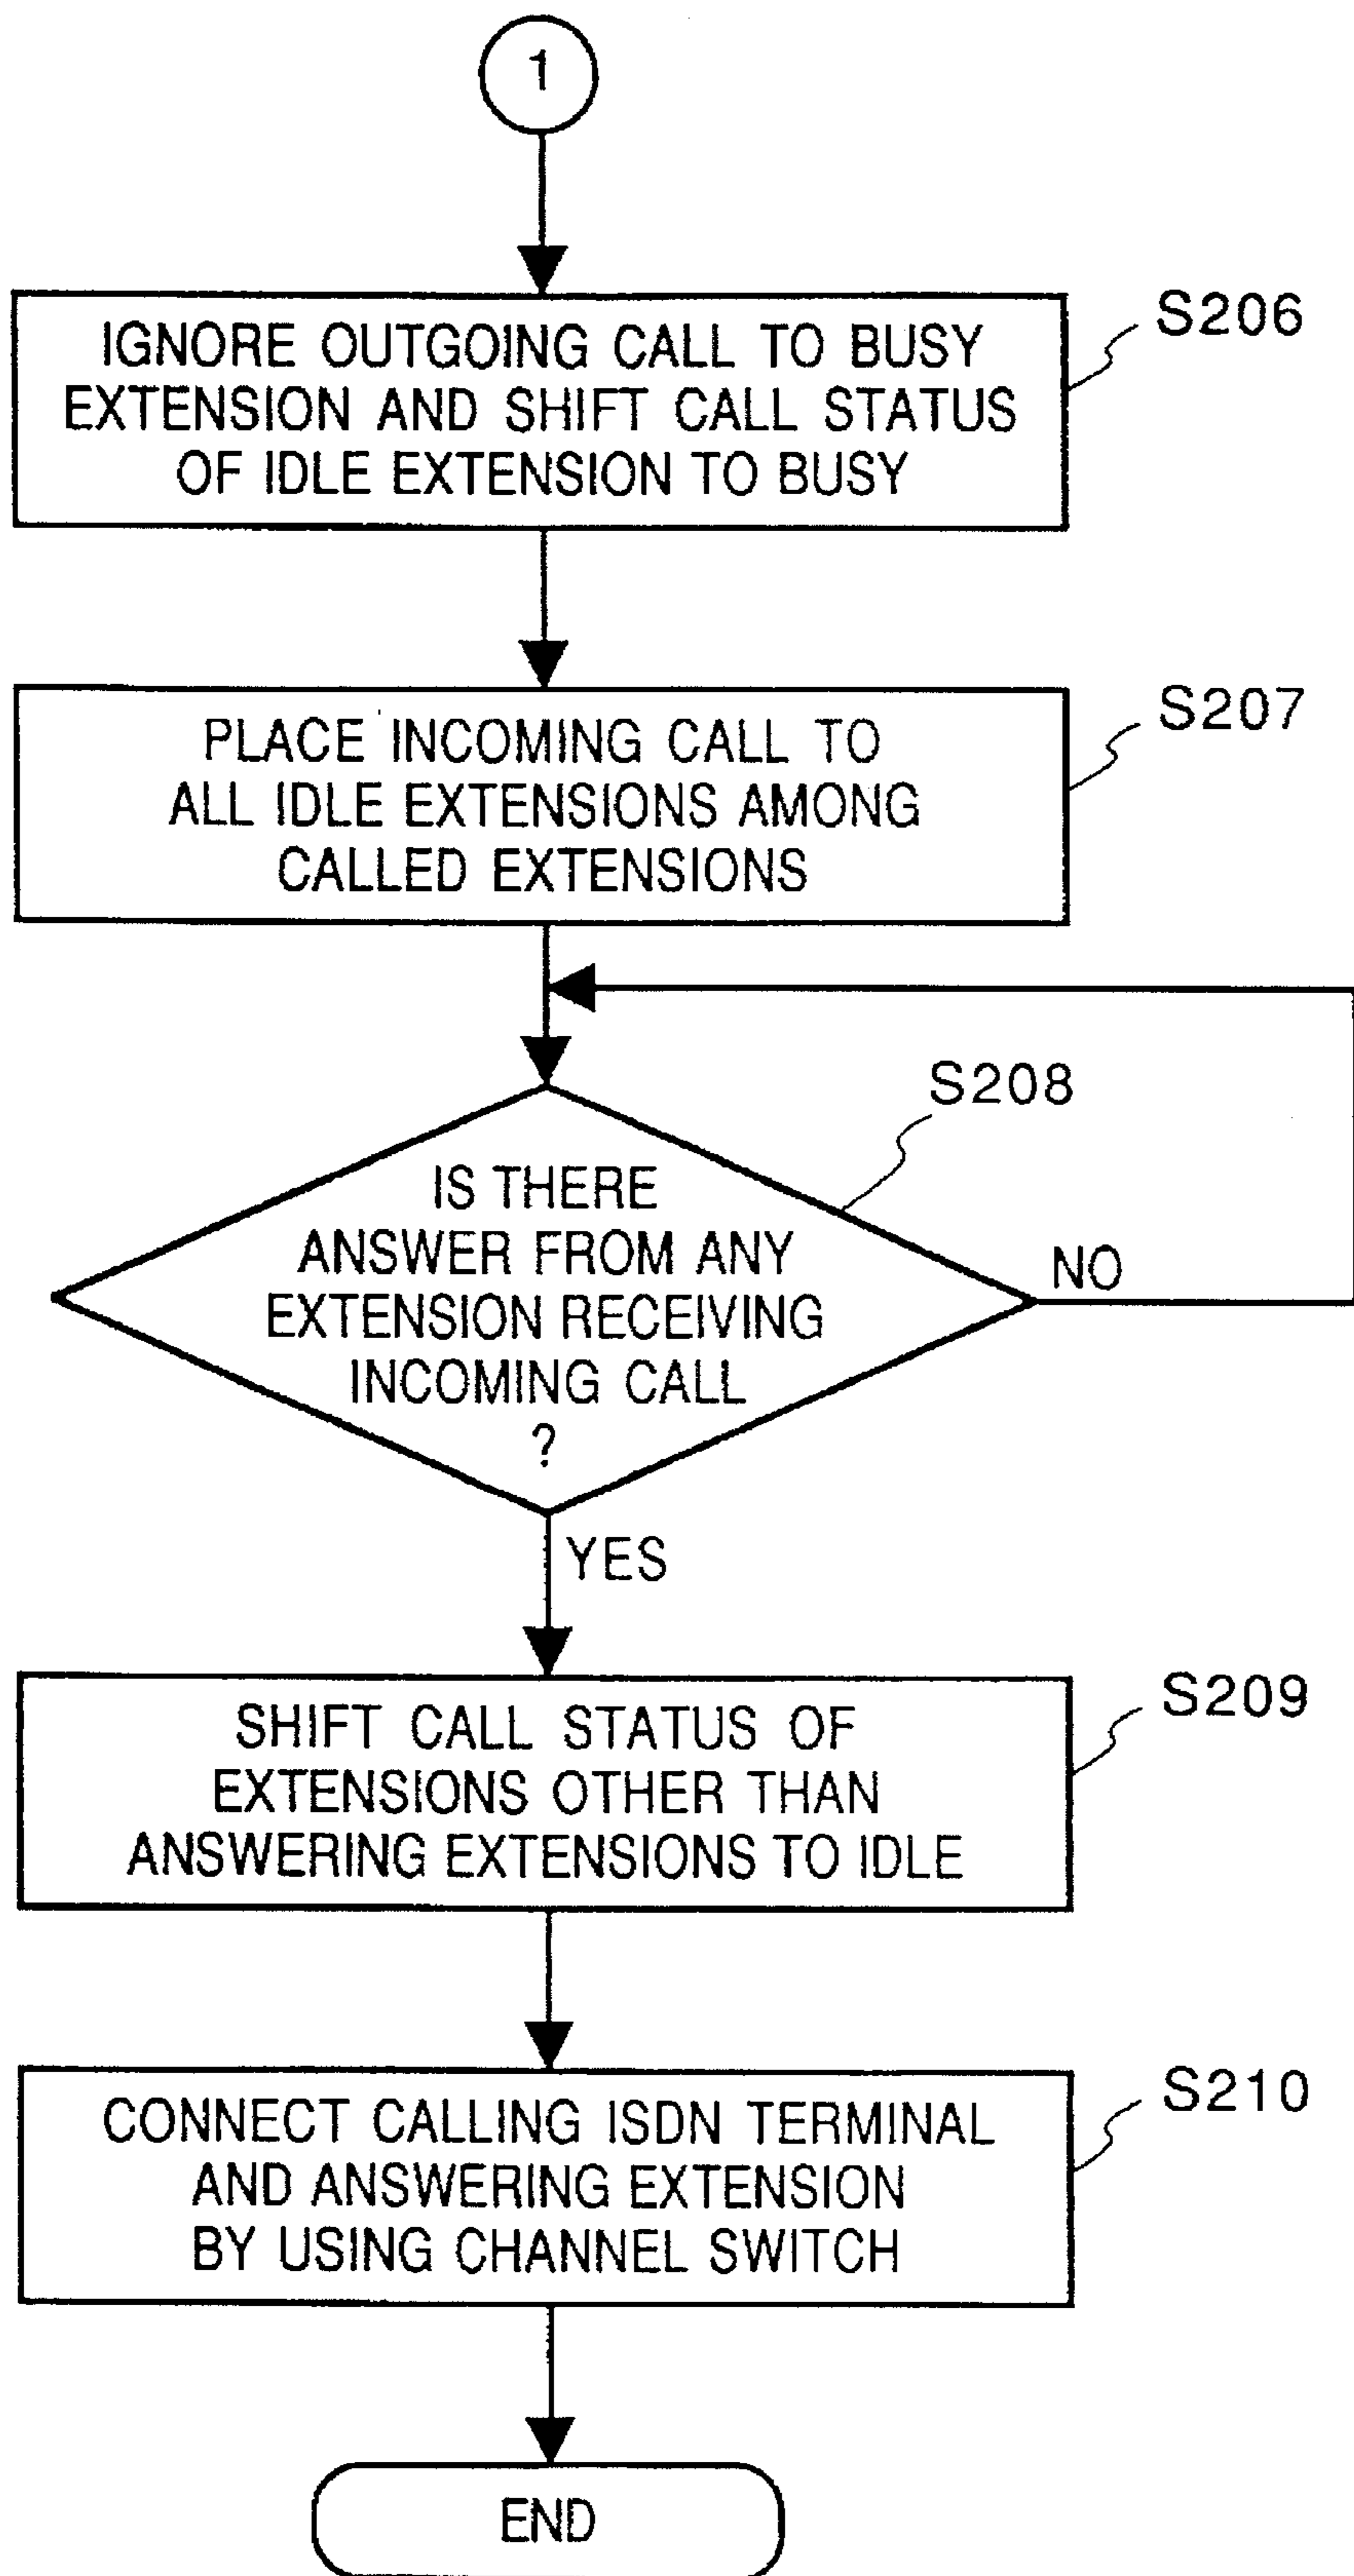 1
IGNORE OUTGOING CALL TO BUSY
EXTENSION AND SHIFT CALL STATUS
OF IDLE EXTENSION TO BUSY
S206
PLACE INCOMING CALL TO
ALL IDLE EXTENSIONS AMONG
CALLED EXTENSIONS
S207
S208
IS THERE
ANSWER FROM ANY
EXTENSION RECEIVING
INCOMING CALL
?
NO
YES
SHIFT CALL STATUS OF
EXTENSIONS OTHER THAN
ANSWERING EXTENSIONS TO IDLE
S209
CONNECT CALLING ISDN TERMINAL
AND ANSWERING EXTENSION
BY USING CHANNEL SWITCH
S210
END